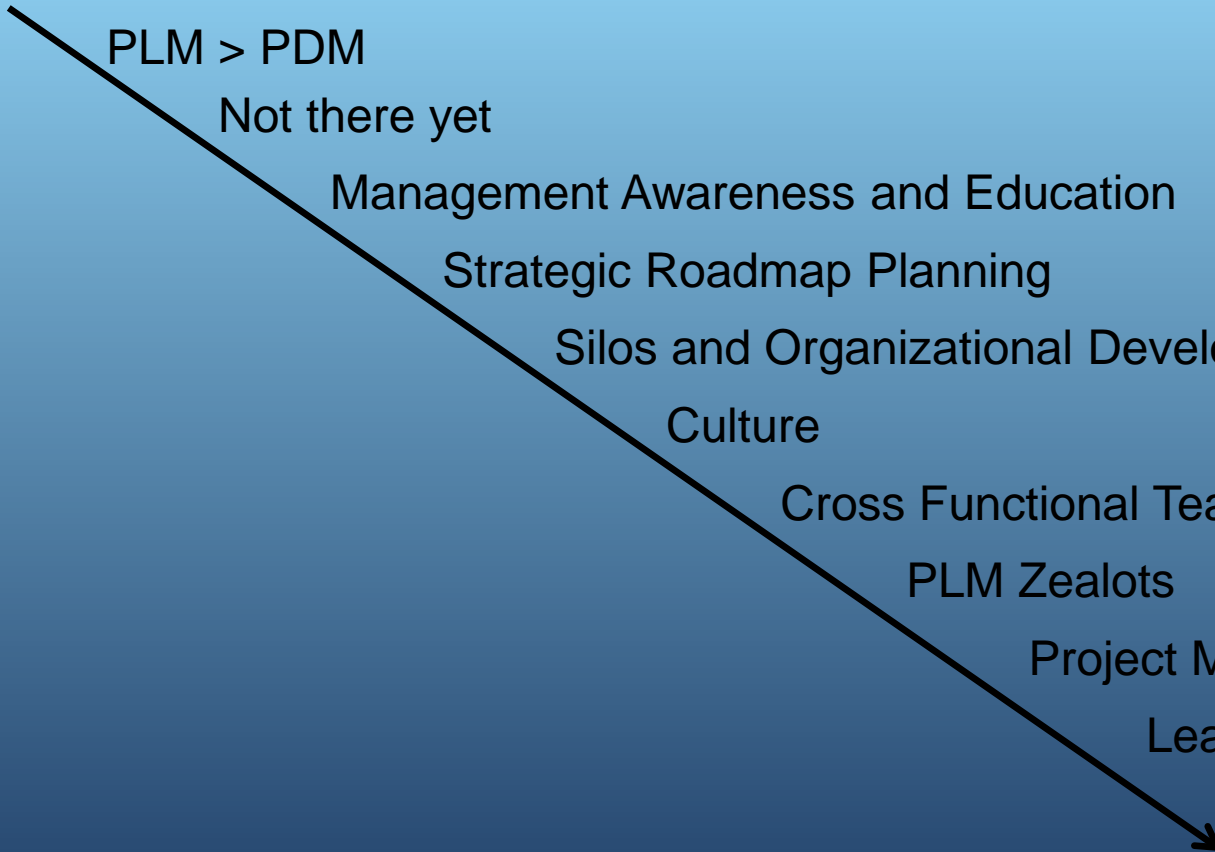 PLM > PDM
Not there yet
Management Awareness and Education
Strategic Roadmap Planning
Silos and Organizational
Culture
Cross Functional
PLM Zealots
Project